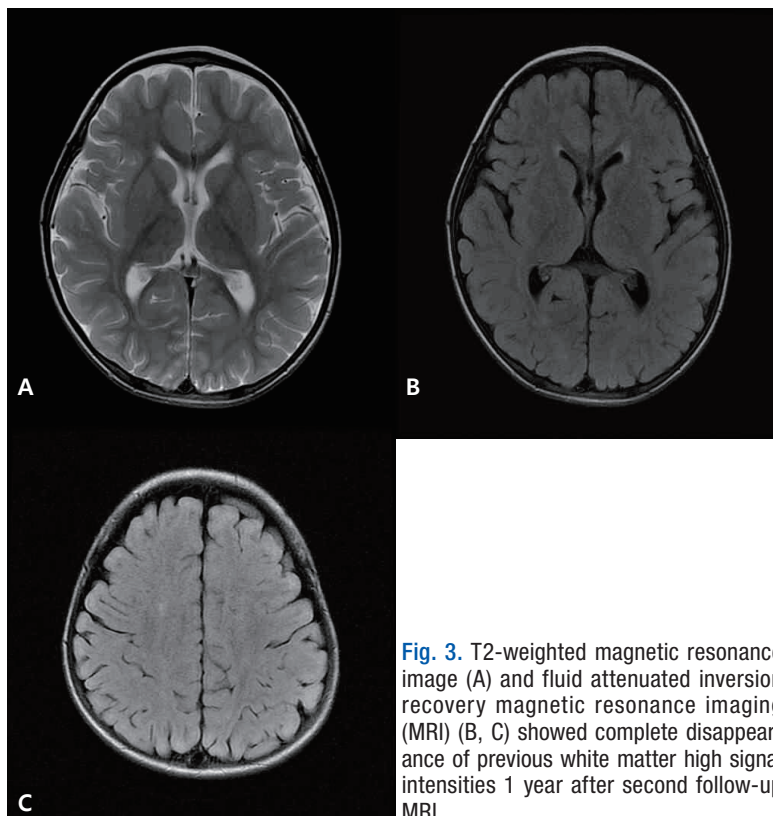 A
B
C
Fig. 3. T2-weighted magnetic resonance
image (A) and fluid attenuated inversion
recovery magnetic resonance imaging
(MRI) (B, C) showed complete disappear
ance of previous white matter high signa
intensities 1 year after second follow-up
MRI